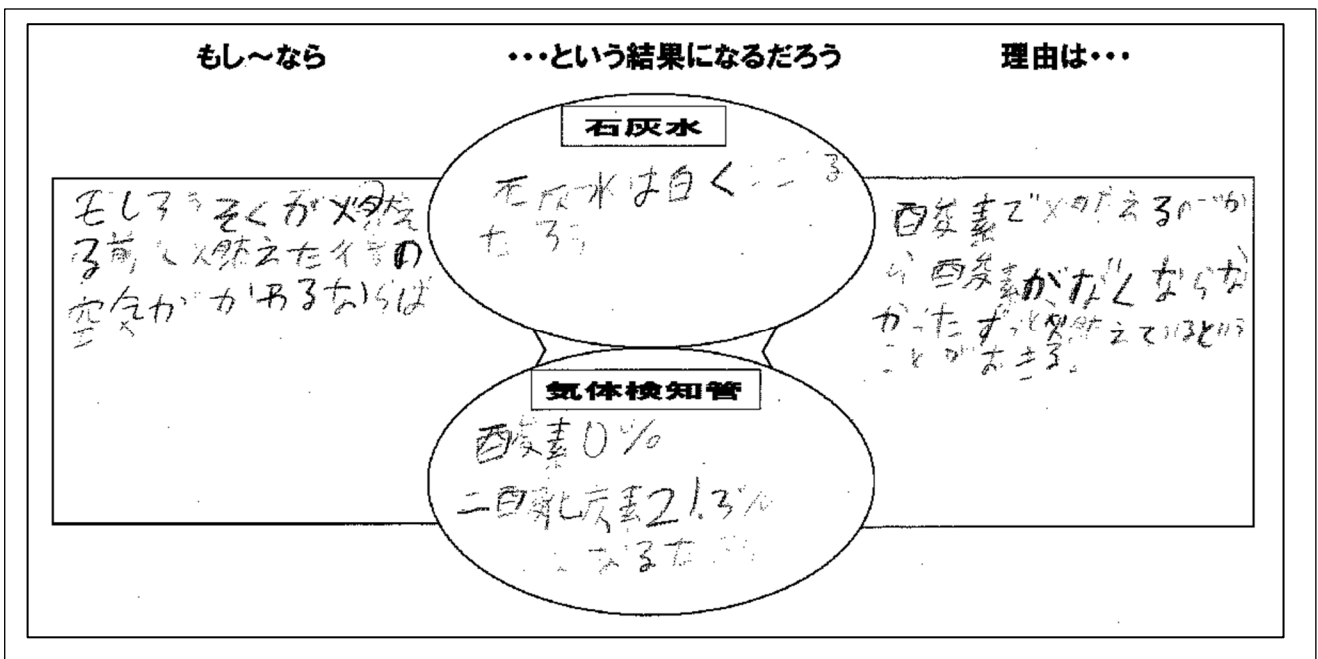 もし～なら
・・・という結果になるだろう
理由は・・・
もしろうそくが燃え
る前と燃えた後の
空気がかわるならば
石灰水
石灰水は白くにごる
だろう
気体検知管
酸素0%
二酸化炭素21.3%
になるだろう
酸素で燃えるのだか
ら酸素がなくならな
かったずっと燃えているという
ことがおきる。